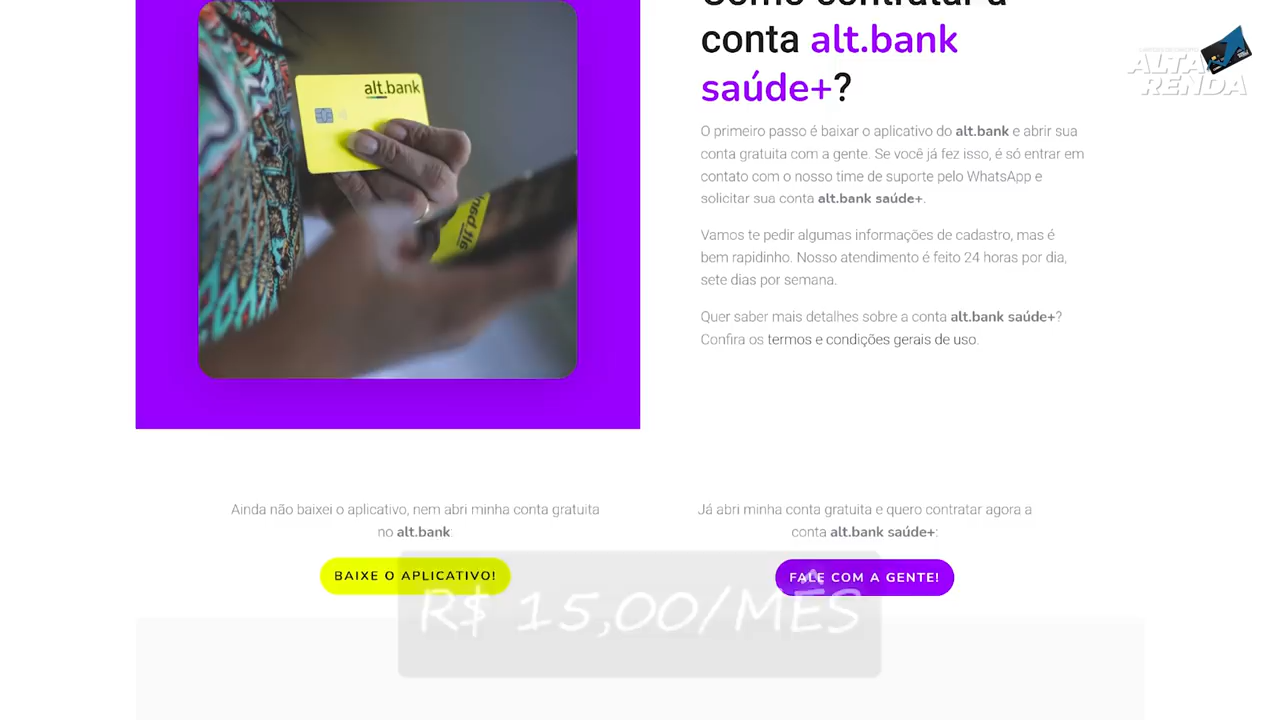 Como contratar a
conta alt.bank
saúde+?
alt.bank
alt.bank
ALTA
RENDA
O primeiro passo é baixar o aplicativo do alt.bank e abrir sua
conta gratuita com a gente. Se você já fez isso, é só entrar em
contato com o nosso time de suporte pelo WhatsApp e
solicitar sua conta alt.bank saúde+.
Vamos te pedir algumas informações de cadastro, mas é
bem rapidinho. Nosso atendimento é feito 24 horas por dia,
sete dias por semana.
Quer saber mais detalhes sobre a conta alt.bank saúde+?
Confira os termos e condições gerais de uso.
Ainda não baixei o aplicativo, nem abri minha conta gratuita
no alt.bank:
BAIXE O APLICATIVO!
Já abri minha conta gratuita e quero contratar agora a
conta alt.bank saúde+:
FALE COM A GENTE!
R$ 15,00/MÊS